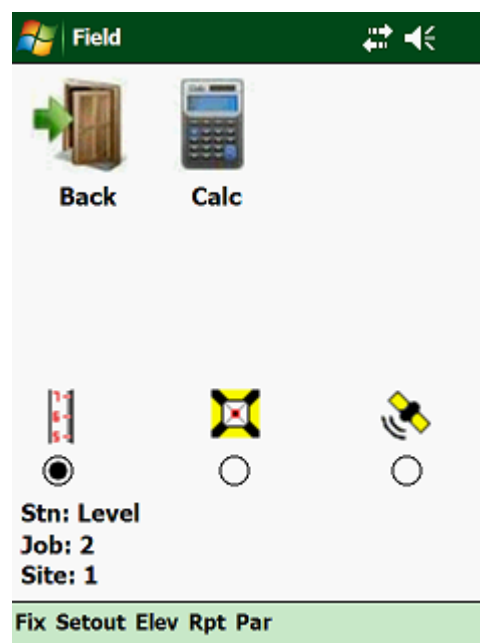 Field
Back Calc
Stn: Level
Job: 2
Site: 1
Fix Setout Elev Rpt Par